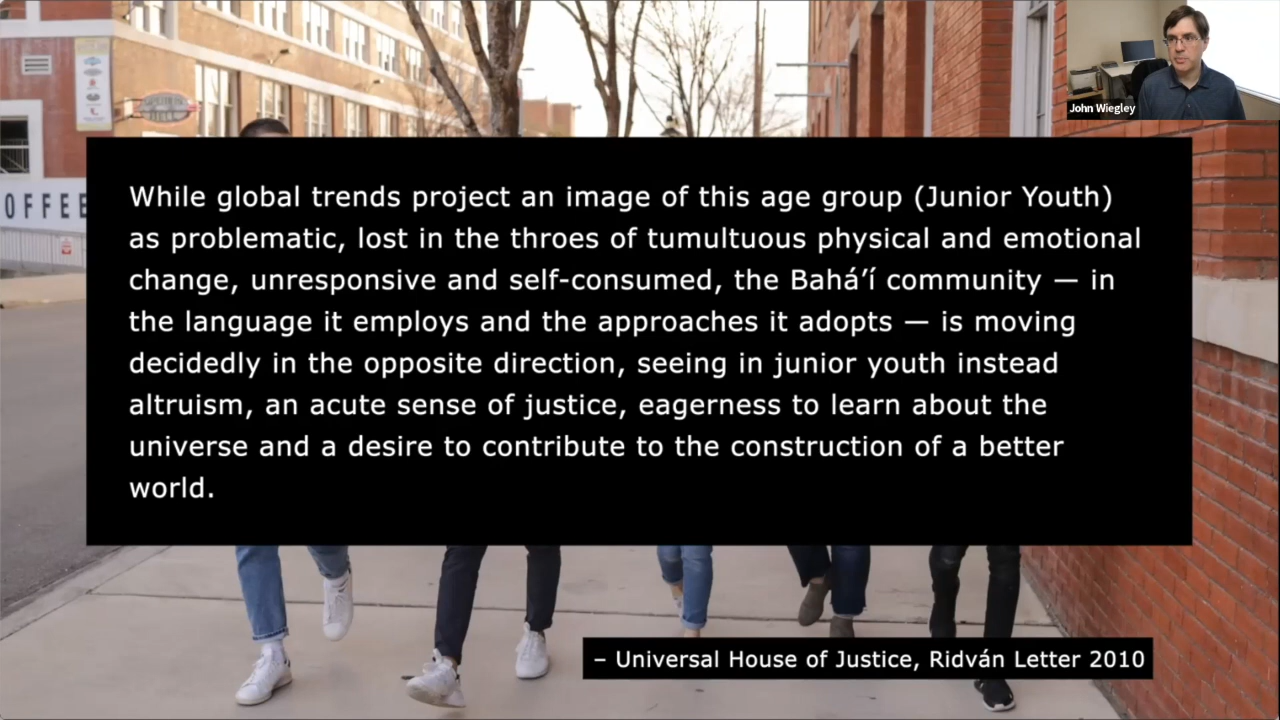 John Wiegley
OFFEE
While global trends project an image of this age group (Junior Youth)
as problematic, lost in the throes of tumultuous physical and emotional
change, unresponsive and self-consumed, the Bahá’í community — in
the language it employs and the approaches it adopts — is moving
decidedly in the opposite direction, seeing in junior youth instead
altruism, an acute sense of justice, eagerness to learn about the
universe and a desire to contribute to the construction of a better
world.
– Universal House of Justice, Ridván Letter 2010